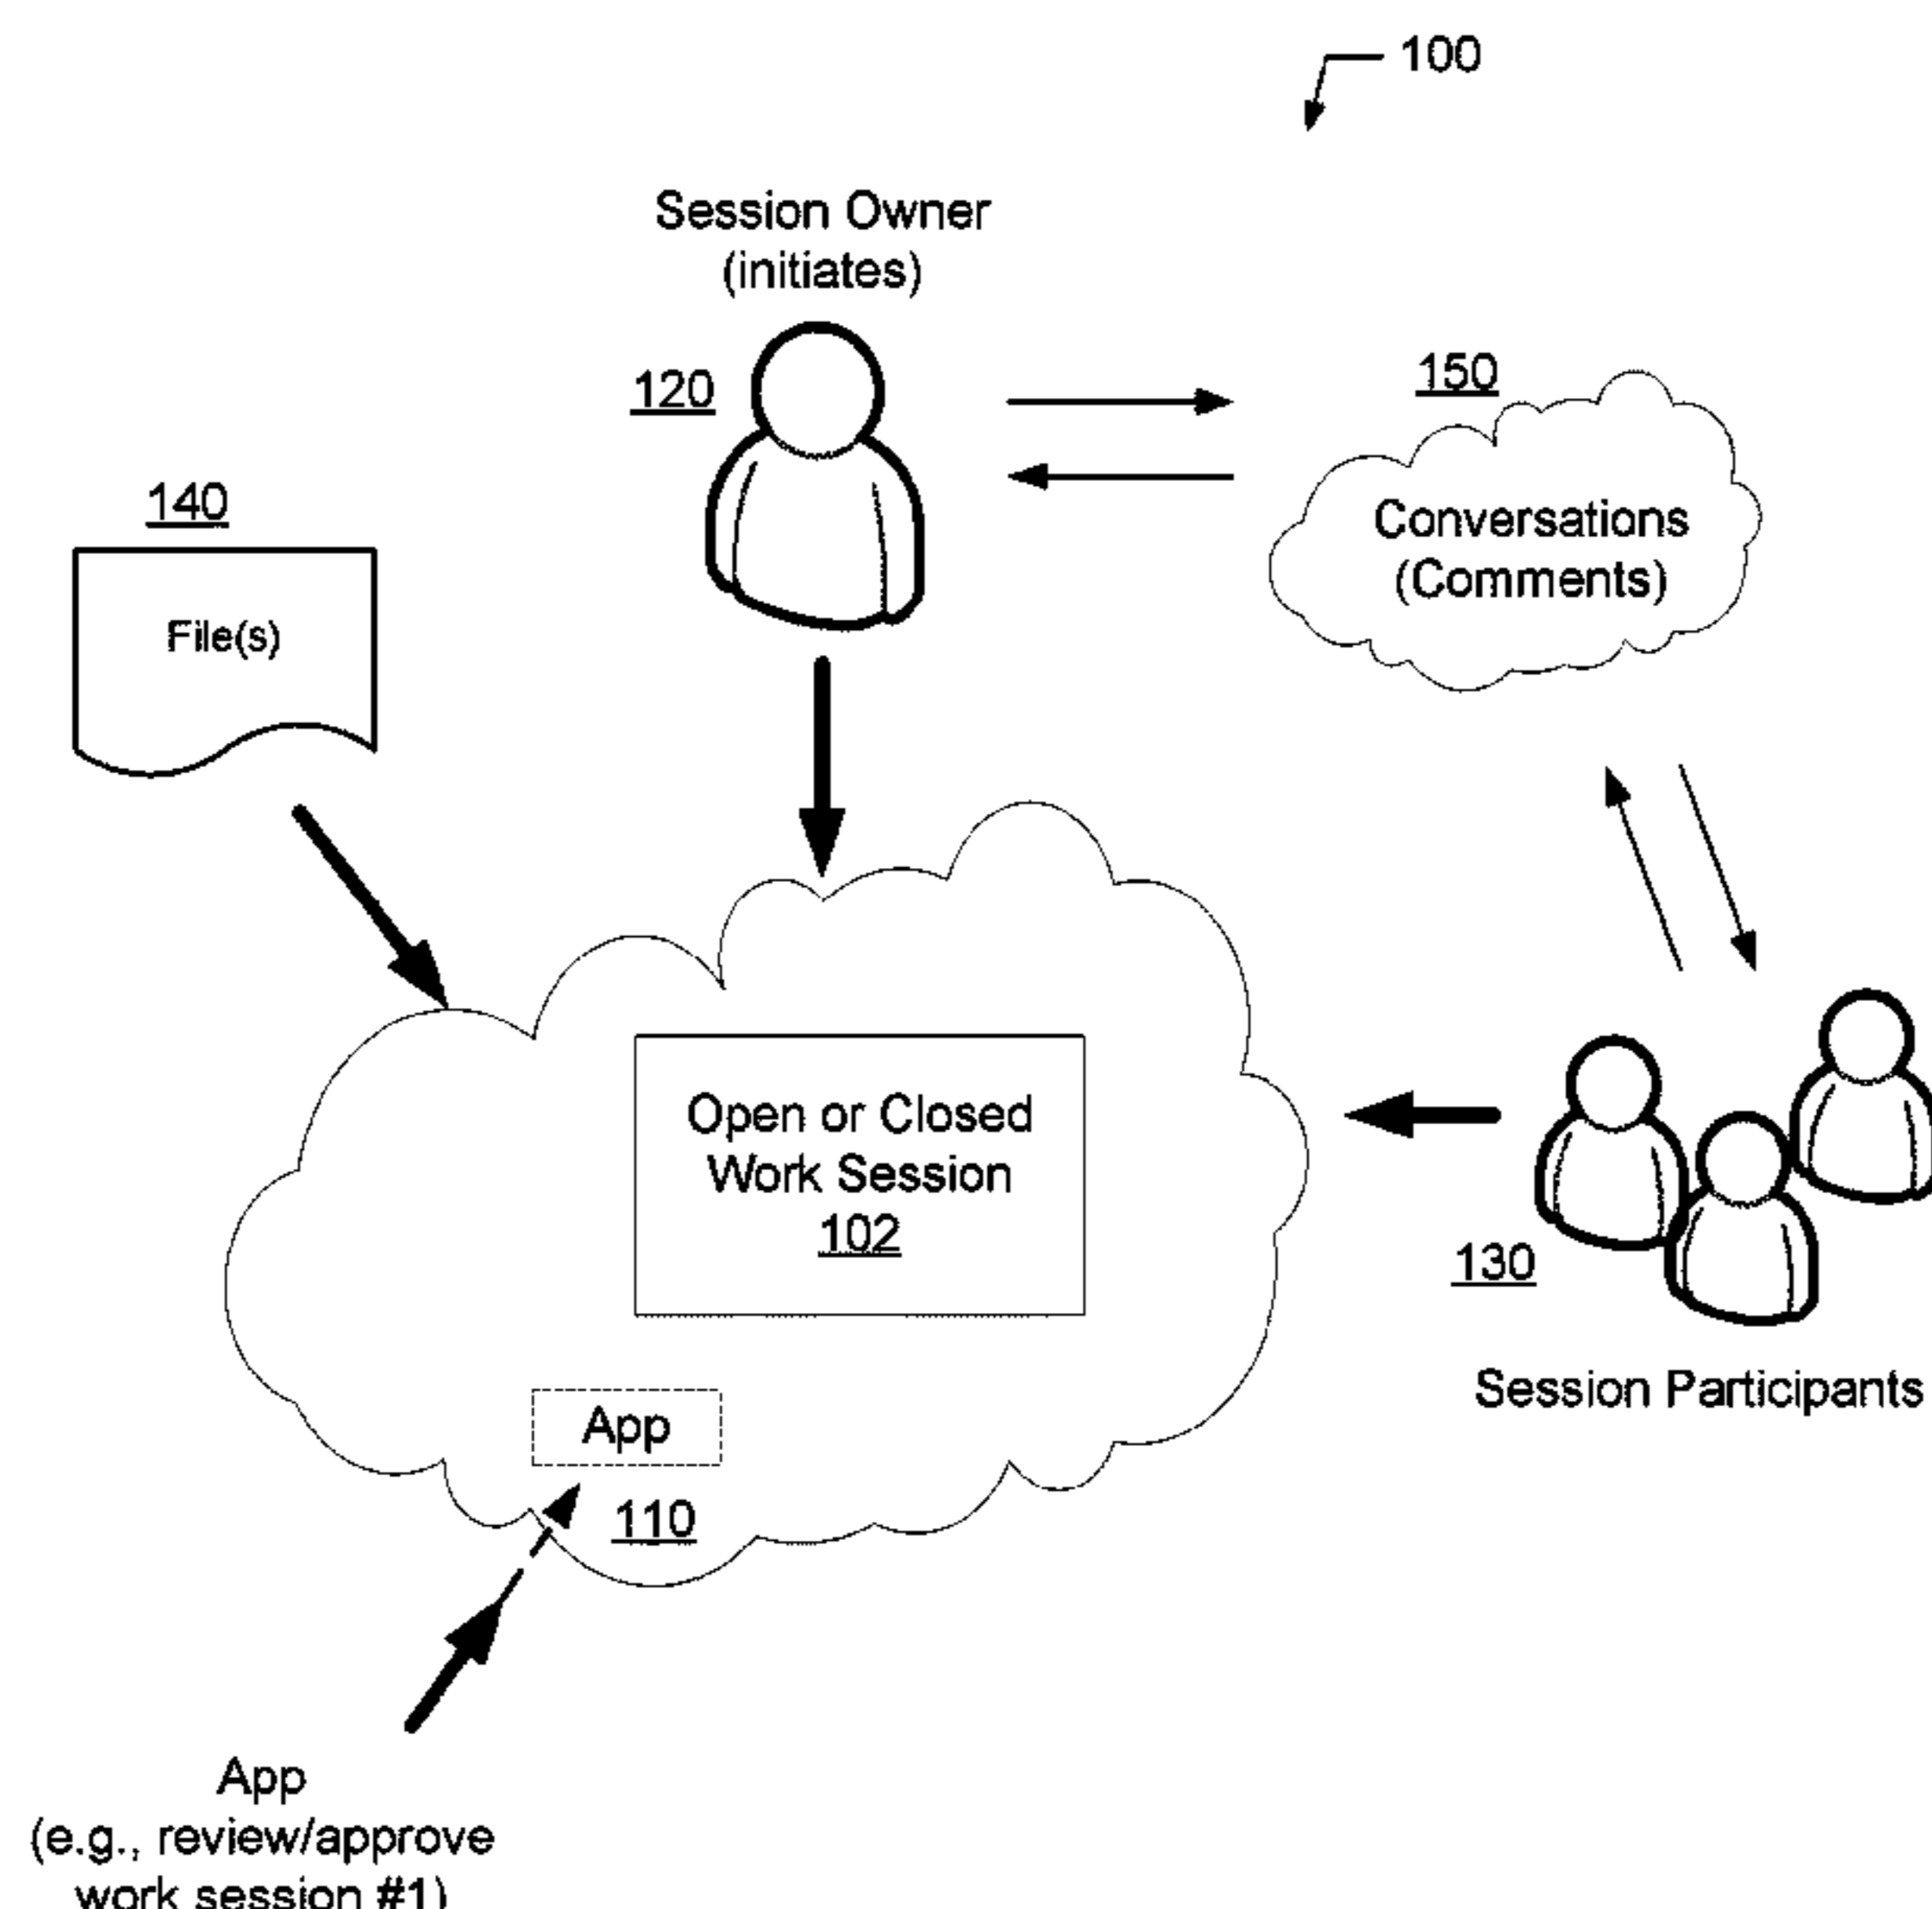 100
Session Owner
(initiates)
120
150
Conversations
(Comments)
140
File(s)
Open or Closed
Work Session
102
130
Session Participants
App
110
App
(e.g., review/approve
work session #1)